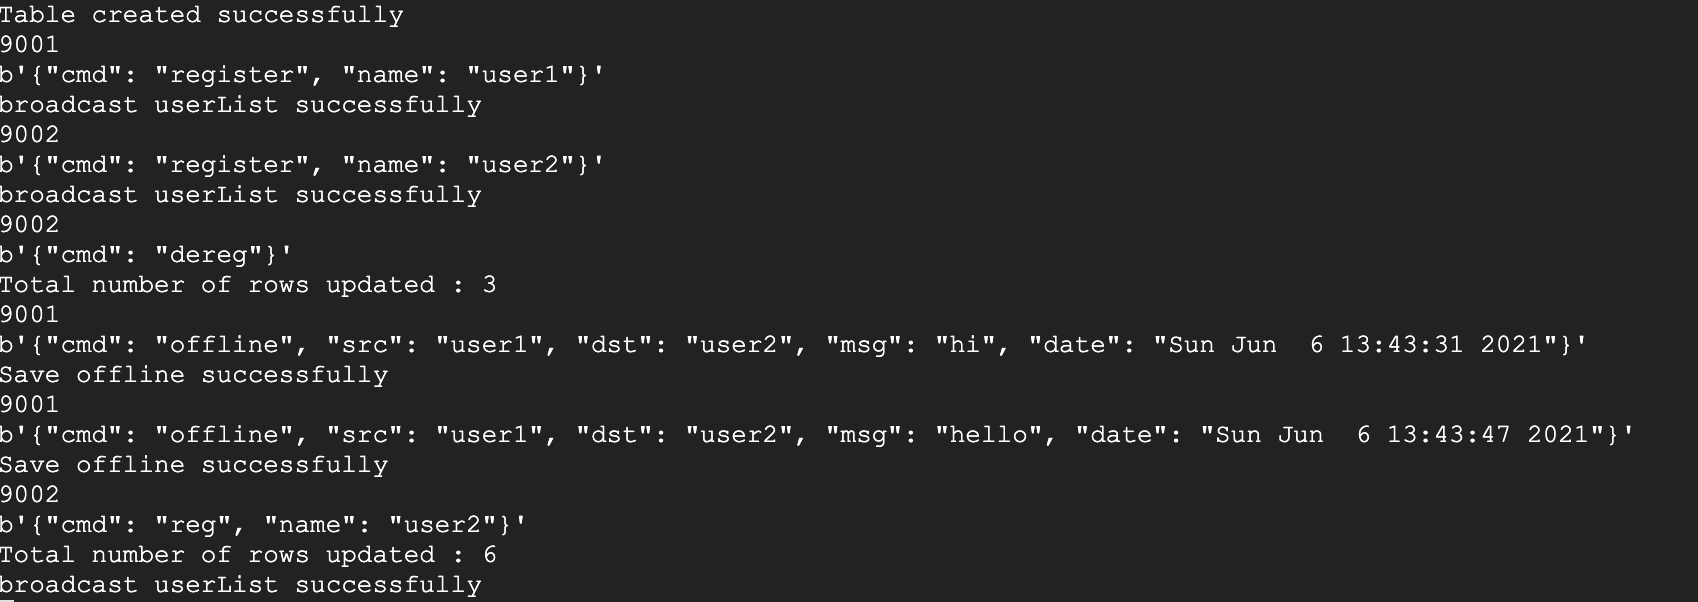 Table created successfully
9001
b'{"cmd": "register", "name": "user1"}'
broadcast userList successfully
9002
b'{"cmd": "register", "name": "user2"}'
broadcast userList successfully
9002
b'{"cmd": "dereg"}'
Total number of rows updated : 3
9001
b'{"cmd": "offline", "src": "user1", "dst": "user2", "msg": "hi", "date": "Sun Jun  6 13:43:31 2021"}'
Save offline successfully
9001
b'{"cmd": "offline", "src": "user1", "dst": "user2", "msg": "hello", "date": "Sun Jun  6 13:43:47 2021"}'
Save offline successfully
9002
b'{"cmd": "reg", "name": "user2"}'
Total number of rows updated : 6
broadcast userList successfully